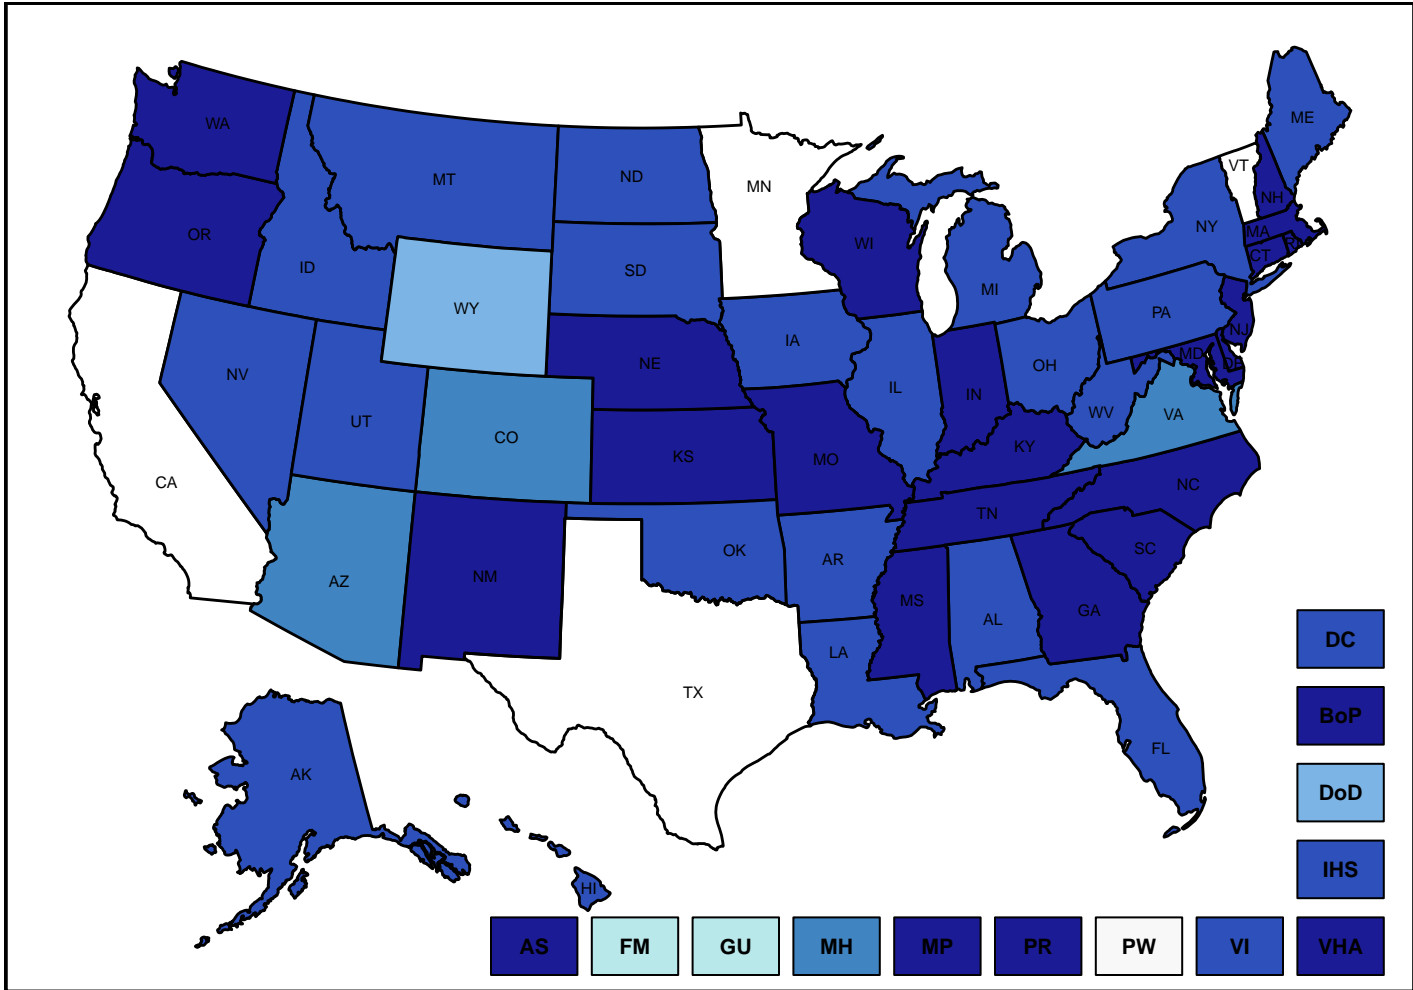 ME
WA
VT
MT
ND
MN
NH
OR
NY
MA
WI
RI
CT
ID
SD
MI
WY
PA
NJ
IA
MD
NE
OH
DE
NV
IL
IN
WV
VA
UT
CO
KY
KS
MO
CA
NC
TN
OK
SC
AR
AZ
NM
MS
GA
AL
DC
LA
TX
BoP
FL
AK
DoD
IHS
HI
AS FM GU MH MP PR PW VI VHA